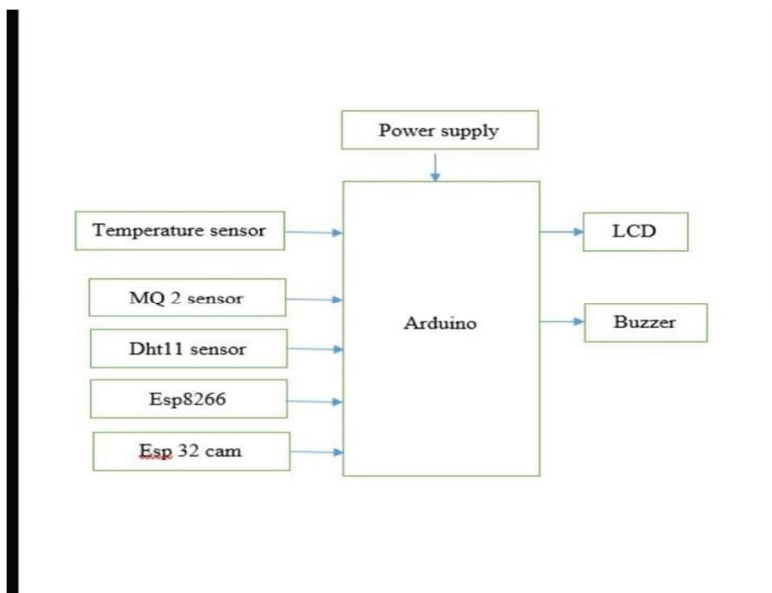 Power supply
Temperature sensor
LCD
MQ 2 sensor
Arduino
Buzzer
Dht11 sensor
Esp8266
Esp 32 cam